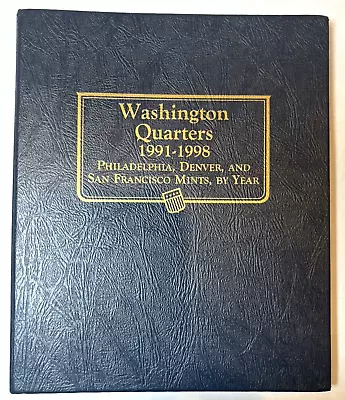 Washington
Quarters
1991-1998
Philadelphia, Denver, and
San Francisco Mints, by Year